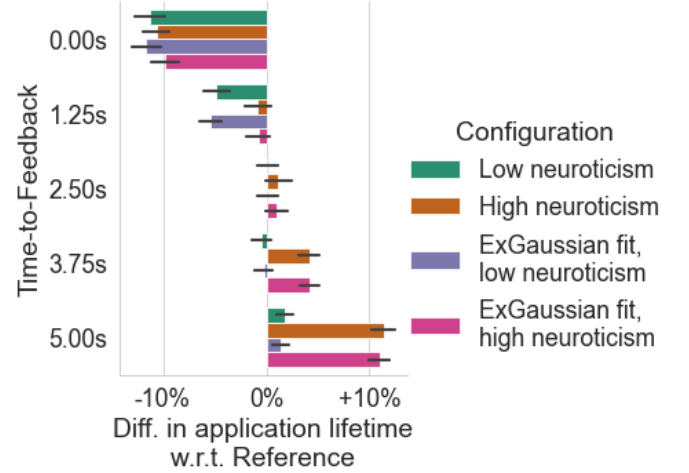 Time-to-Feedback
0.00s
1.25s
2.50s
3.75s
5.00s
-10%
0%
+10%
Diff. in application lifetime
w.r.t. Reference
Configuration
Low neuroticism
High neuroticism
ExGaussian fit,
low neuroticism
ExGaussian fit,
high neuroticism